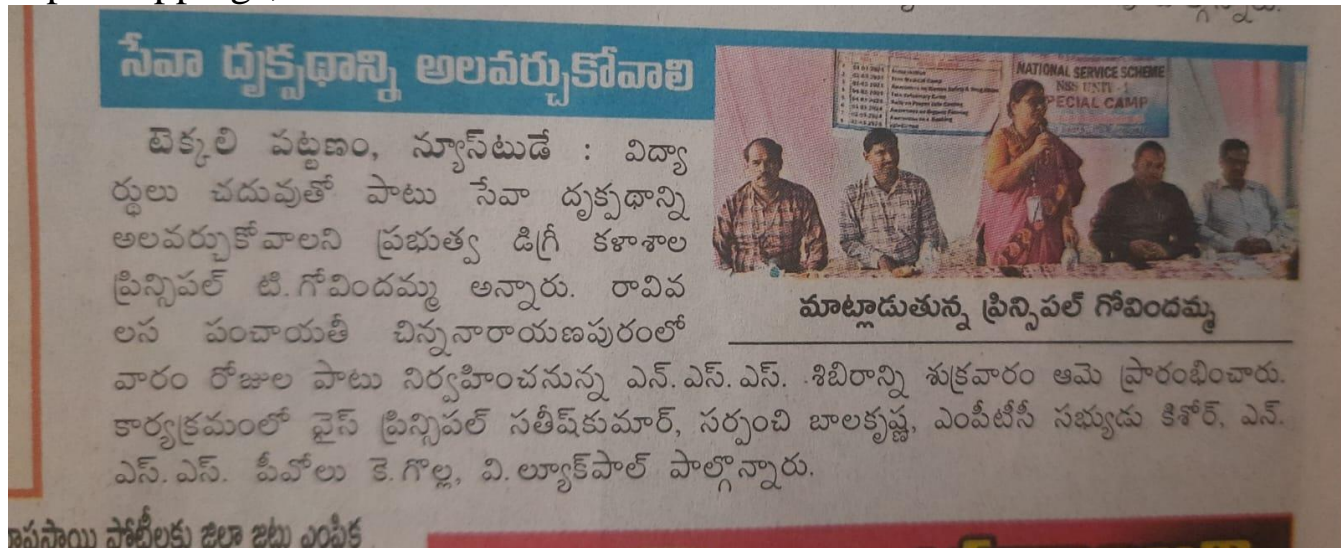 సేవా దృక్పథాన్ని అలవర్చుకోవాలి
టెక్కలి పట్టణం, న్యూస్‌టుడే : విద్యా
ర్థులు చదువుతో పాటు సేవా దృక్పథాన్ని
అలవర్చుకోవాలని ప్రభుత్వ డిగ్రీ కళాశాల
ప్రిన్సిపల్ టి.గోవిందమ్మ అన్నారు. రావివ
లస పంచాయతీ చిన్ననారాయణపురంలో
వారం రోజుల పాటు నిర్వహించనున్న ఎన్.ఎస్.ఎస్. శిబిరాన్ని శుక్రవారం ఆమె ప్రారంభించారు.
కార్యక్రమంలో వైస్ ప్రిన్సిపల్ సతీష్‌కుమార్, సర్పంచి బాలకృష్ణ, ఎంపీటీసీ సభ్యుడు కిశోర్, ఎన్.
ఎస్.ఎస్. పీవోలు కె.గొల్ల, వి.ల్యూక్‌పాల్ పాల్గొన్నారు.
NATIONAL SERVICE SCHEME
NSS UNIT - 1
SPECIAL CAMP
మాట్లాడుతున్న ప్రిన్సిపల్ గోవిందమ్మ
పోటీలకు జిల్లా జట్టు ఎంపిక